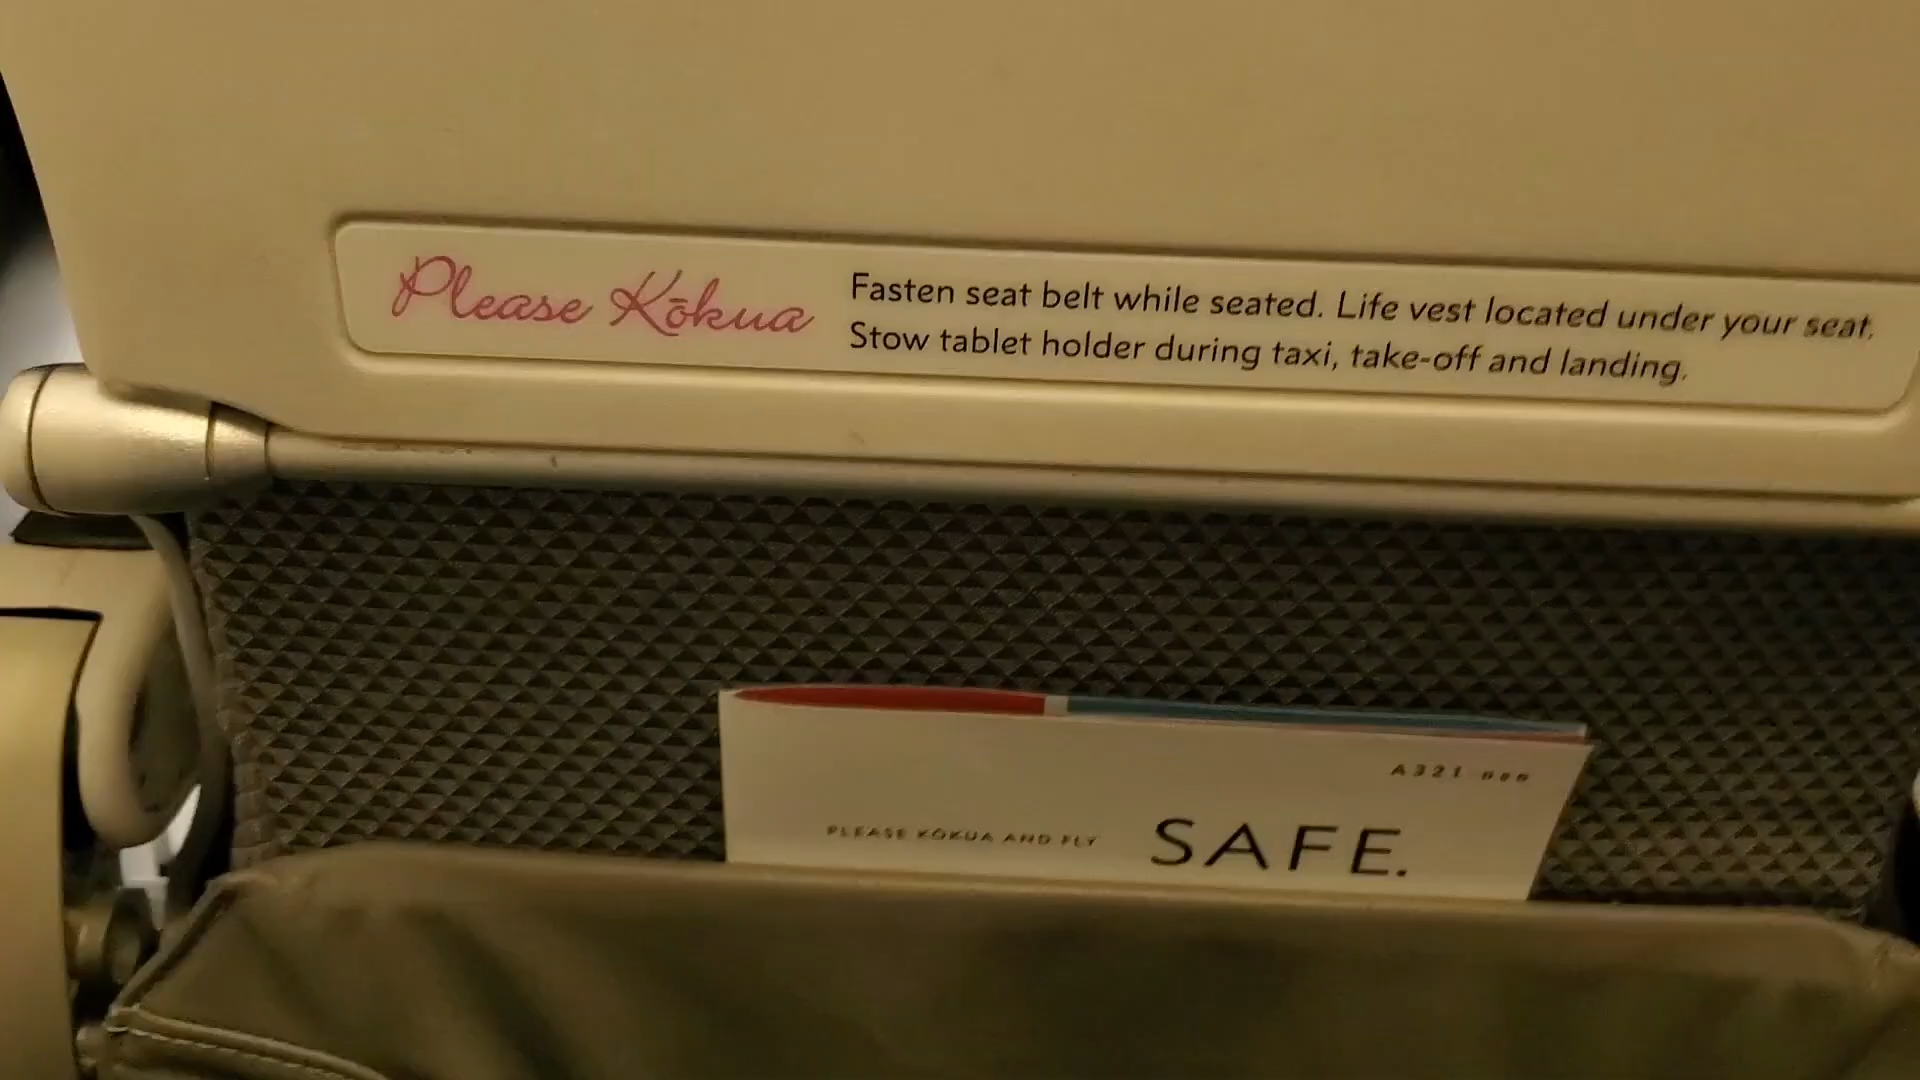 Please Kōkua
Fasten seat belt while seated. Life vest located under your seat.
Stow tablet holder during taxi, take-off and landing.
A321 neo
PLEASE KŌKUA AND FLY
SAFE.